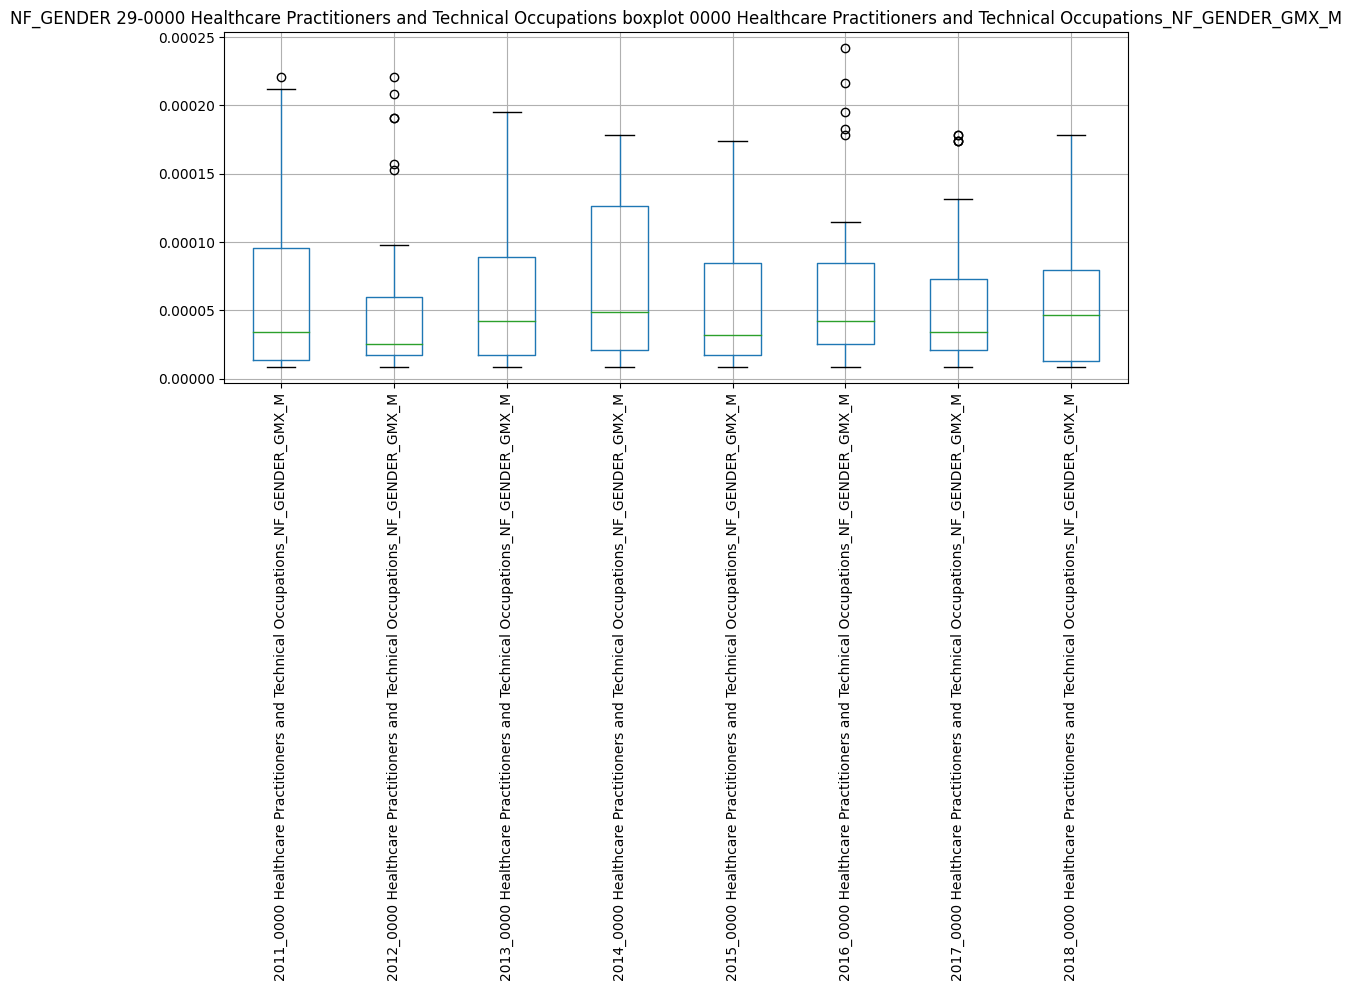 NF_GENDER 29-0000 Healthcare Practitioners and Technical Occupations boxplot 0000 Healthcare Practitioners and Technical Occupations_NF_GENDER_GMX_M
0.00025
0.00020
0.00015
0.00010
0.00005
0.00000
2011_0000 Healthcare Practitioners and Technical Occupations_NF_GENDER_GMX_M
2012_0000 Healthcare Practitioners and Technical Occupations_NF_GENDER_GMX_M
2013_0000 Healthcare Practitioners and Technical Occupations_NF_GENDER_GMX_M
2014_0000 Healthcare Practitioners and Technical Occupations_NF_GENDER_GMX_M
2015_0000 Healthcare Practitioners and Technical Occupations_NF_GENDER_GMX_M
2016_0000 Healthcare Practitioners and Technical Occupations_NF_GENDER_GMX_M
2017_0000 Healthcare Practitioners and Technical Occupations_NF_GENDER_GMX_M
2018_0000 Healthcare Practitioners and Technical Occupations_NF_GENDER_GMX_M